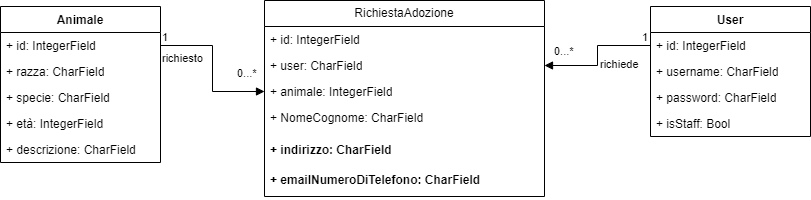 Animale
+ id: IntegerField
+ razza: CharField
+ specie: CharField
+ età: IntegerField
+ descrizione: CharField
1
richiesto
0...*
RichiestaAdozione
+ id: IntegerField
+ user: CharField
+ animale: IntegerField
+ NomeCognome: CharField
+ indirizzo: CharField
+ emailNumeroDiTelefono: CharField
0...*
richiede
1
User
+ id: IntegerField
+ username: CharField
+ password: CharField
+ isStaff: Bool